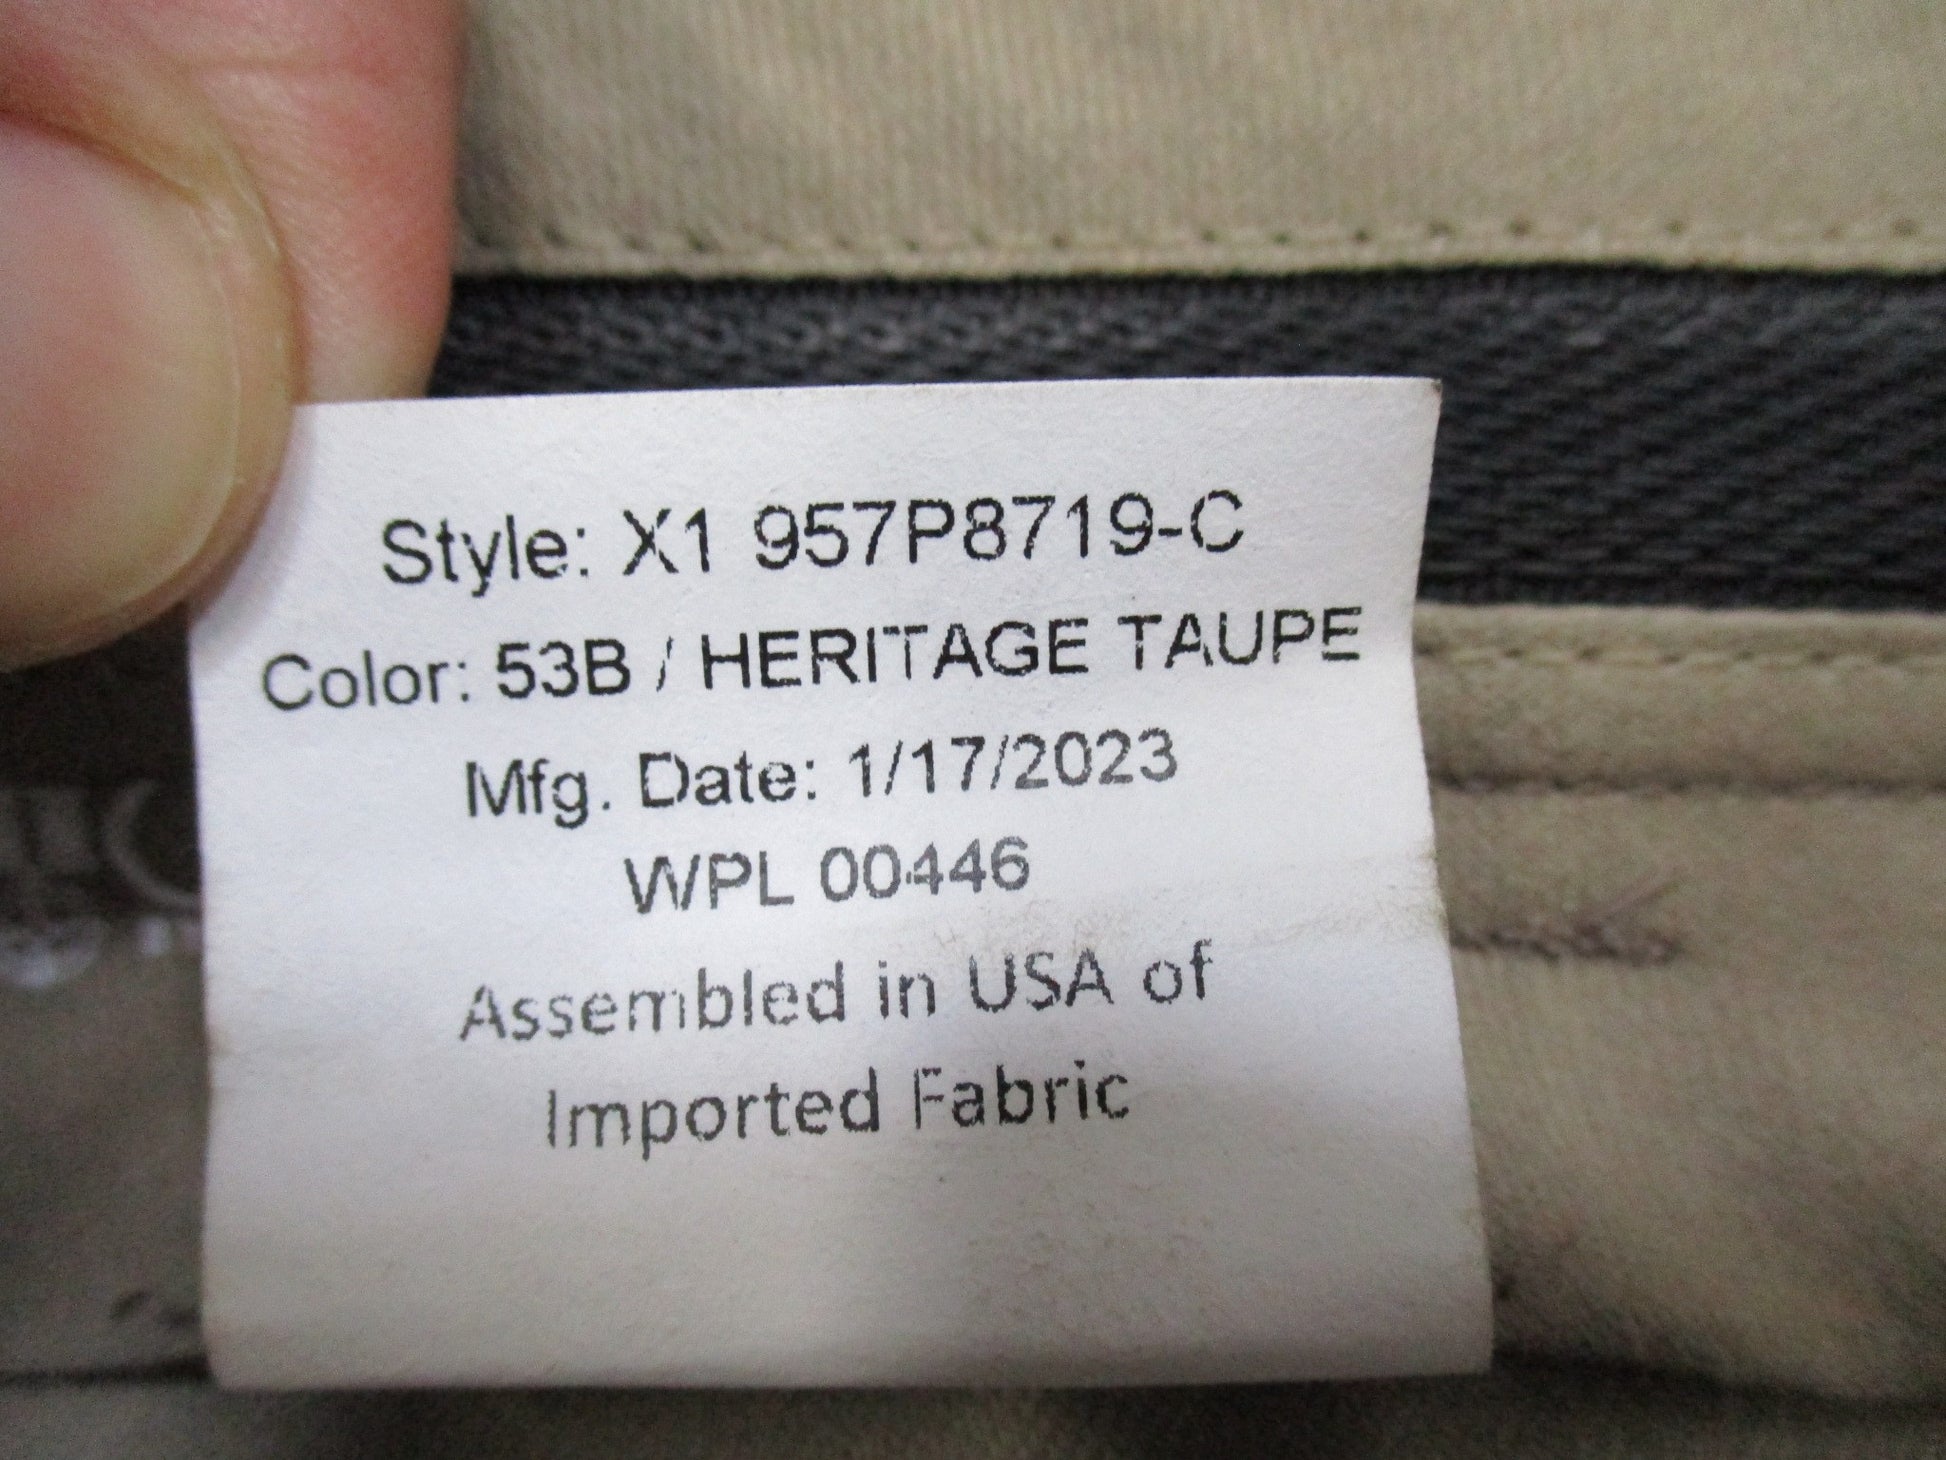 Style: X1 957P8719-C
Color: 53B / HERITAGE TAUPE
Mfg. Date: 1/17/2023
WPL 00446
Assembled in USA of
Imported Fabric